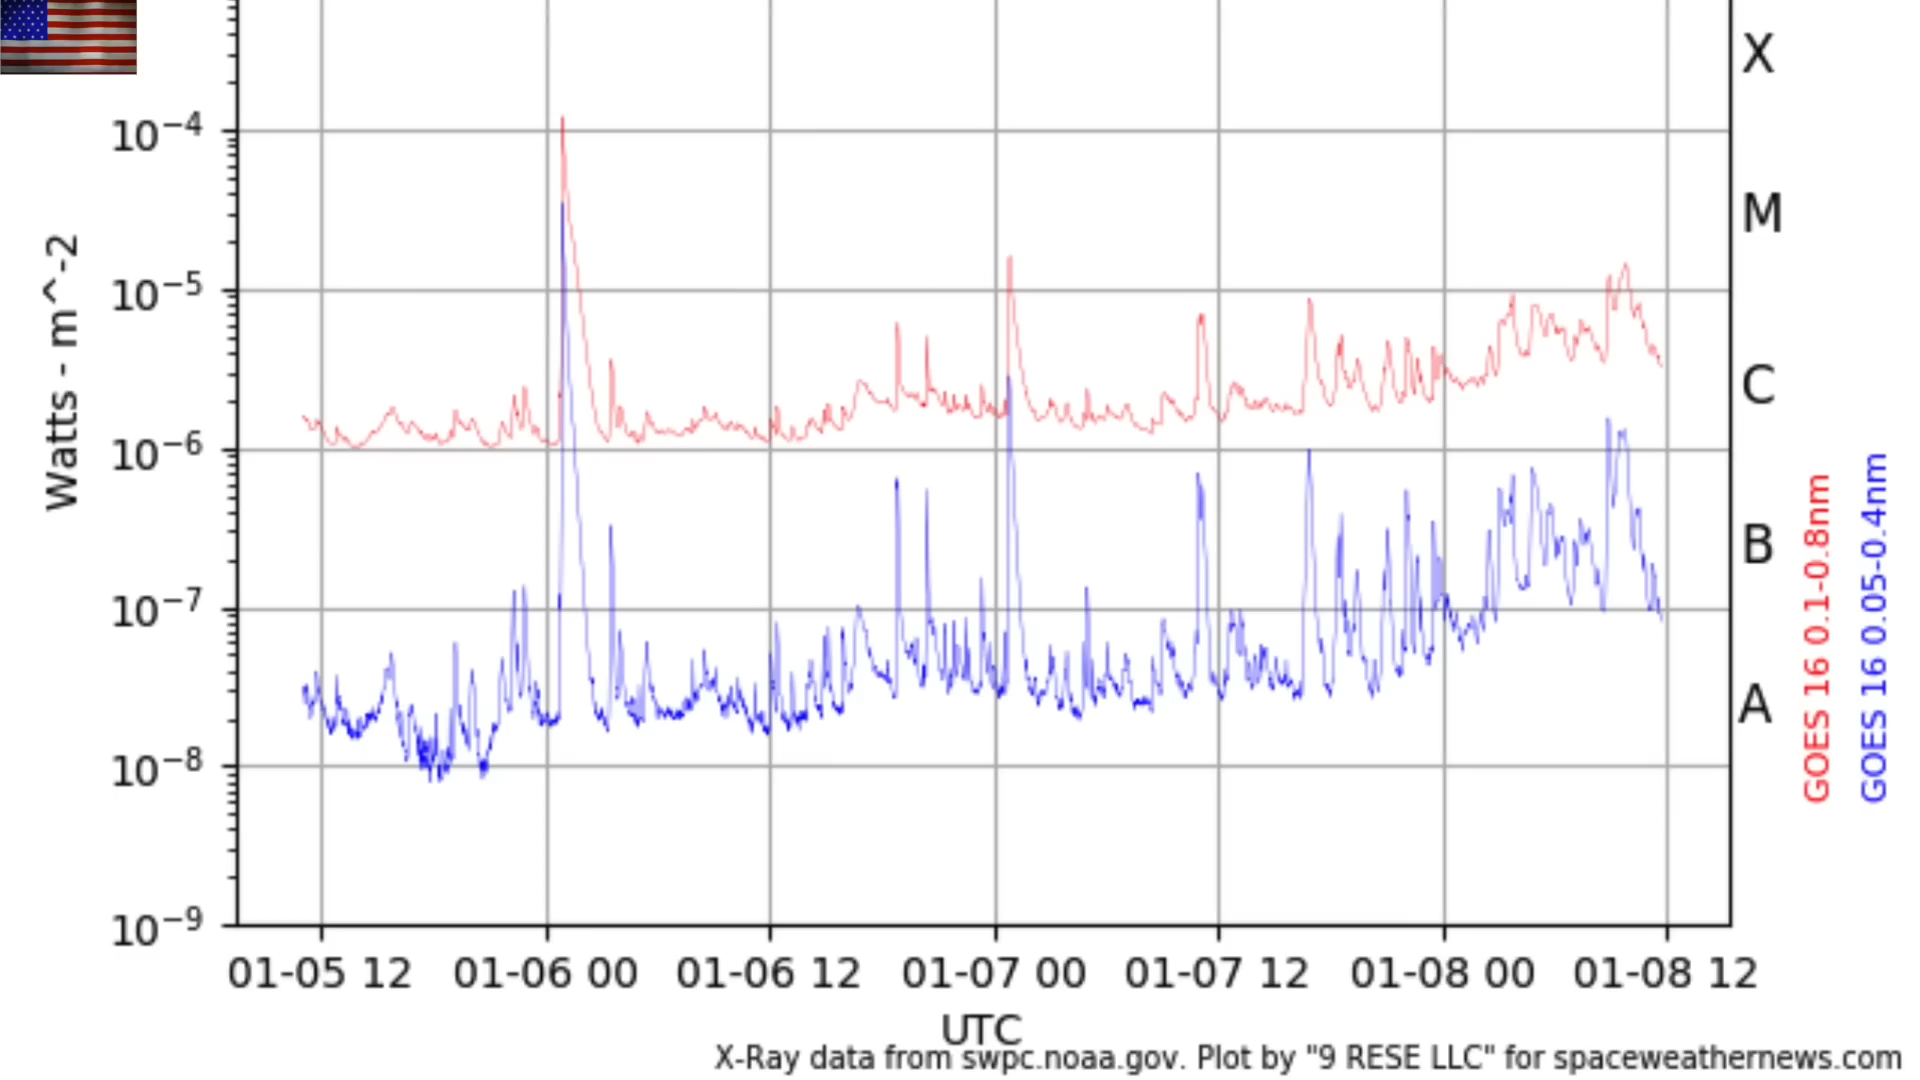 X
10−4
M
10−5
C
10−6
B
10−7
A
10−8
10−9
Watts - m^-2
GOES 16 0.1-0.8nm
GOES 16 0.05-0.4nm
01-05 12 01-06 00 01-06 12 01-07 00 01-07 12 01-08 00 01-08 12
UTC
X-Ray data from swpc.noaa.gov. Plot by "9 RESE LLC" for spaceweathernews.com